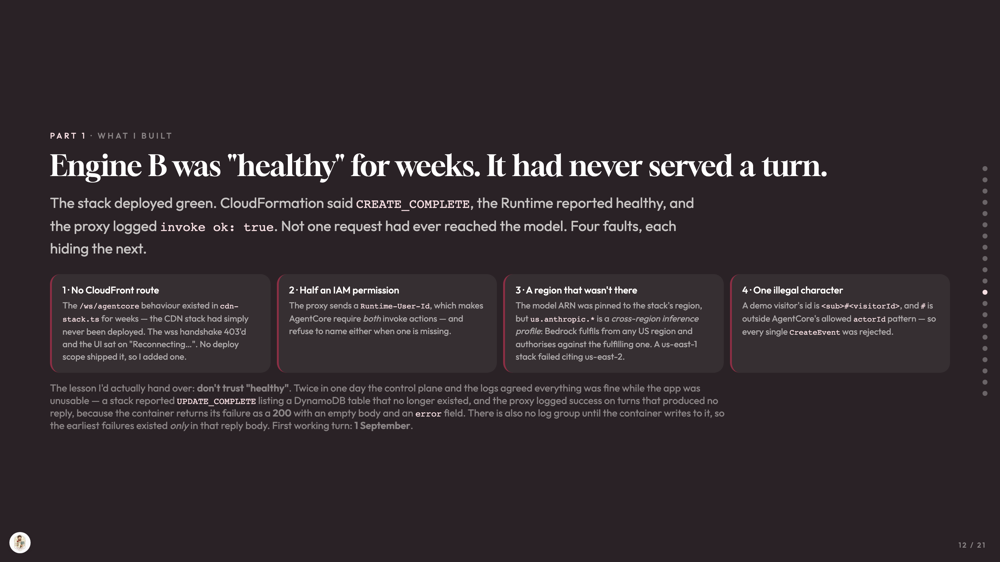 PART 1 · WHAT I BUILT
Engine B was "healthy" for weeks. It had never served a turn.
The stack deployed green. CloudFormation said CREATE_COMPLETE, the Runtime reported healthy, and
the proxy logged invoke ok: true. Not one request had ever reached the model. Four faults, each
hiding the next.
1 · No CloudFront route
The /ws/agentcore behaviour existed in cdn-
stack.ts for weeks — the CDN stack had simply
never been deployed. The wss handshake 403'd
and the UI sat on "Reconnecting…". No deploy
scope shipped it, so I added one.
2 · Half an IAM permission
The proxy sends a Runtime-User-Id, which makes
AgentCore require both invoke actions — and
refuse to name either when one is missing.
3 · A region that wasn't there
The model ARN was pinned to the stack's region,
but us.anthropic.* is a cross-region inference
profile: Bedrock fulfils from any US region and
authorises against the fulfilling one. A us-east-1
stack failed citing us-east-2.
4 · One illegal character
A demo visitor's id is <sub>#<visitorId>, and # is
outside AgentCore's allowed actorId pattern — so
every single CreateEvent was rejected.
The lesson I'd actually hand over: don't trust "healthy". Twice in one day the control plane and the logs agreed everything was fine while the app was
unusable — a stack reported UPDATE_COMPLETE listing a DynamoDB table that no longer existed, and the proxy logged success on turns that produced no
reply, because the container returns its failure as a 200 with an empty body and an error field. There is also no log group until the container writes to it, so
the earliest failures existed only in that reply body. First working turn: 1 September.
12 / 21